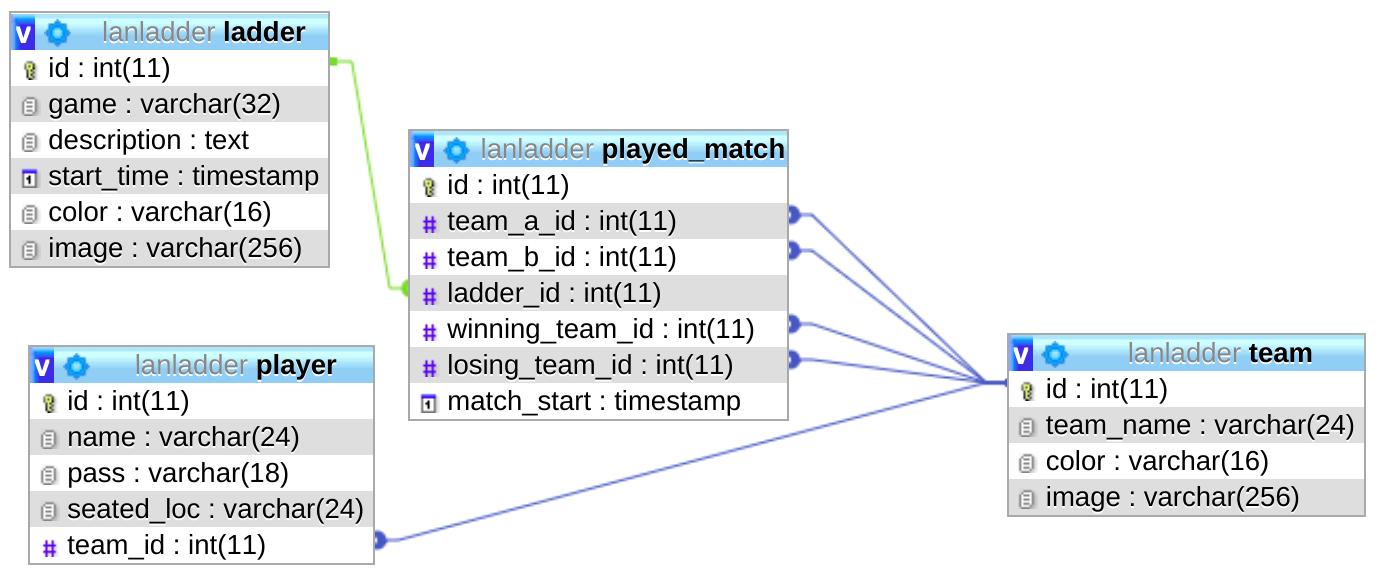 v lanladder ladder
id : int(11)
game : varchar(32)
description : text
start_time : timestamp
color : varchar(16)
image : varchar(256)
v lanladder played_match
id : int(11)
# team_a_id : int(11)
# team_b_id : int(11)
# ladder_id : int(11)
# winning_team_id : int(11)
# losing_team_id : int(11)
match_start : timestamp
v lanladder player
id : int(11)
name : varchar(24)
pass : varchar(18)
seated_loc : varchar(24)
# team_id : int(11)
v lanladder team
id : int(11)
team_name : varchar(24)
color : varchar(16)
image : varchar(256)